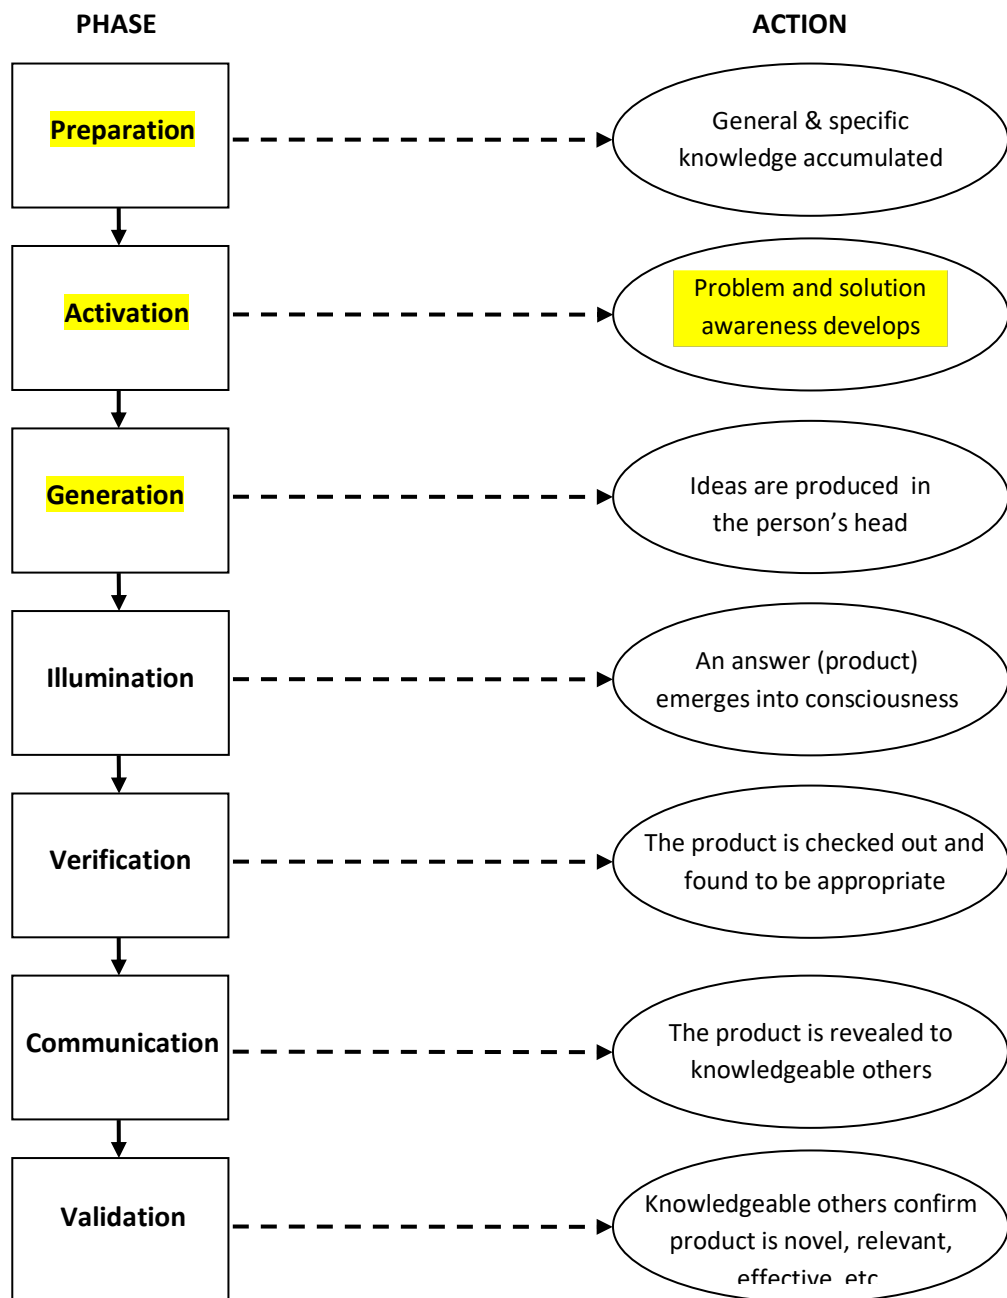 PHASE
ACTION
Preparation
General & specific
knowledge accumulated
Activation
Problem and solution
awareness develops
Generation
Ideas are produced in
the person’s head
Illumination
An answer (product)
emerges into consciousness
Verification
The product is checked out and
found to be appropriate
Communication
The product is revealed to
knowledgeable others
Validation
Knowledgeable others confirm
product is novel, relevant,
effective, etc